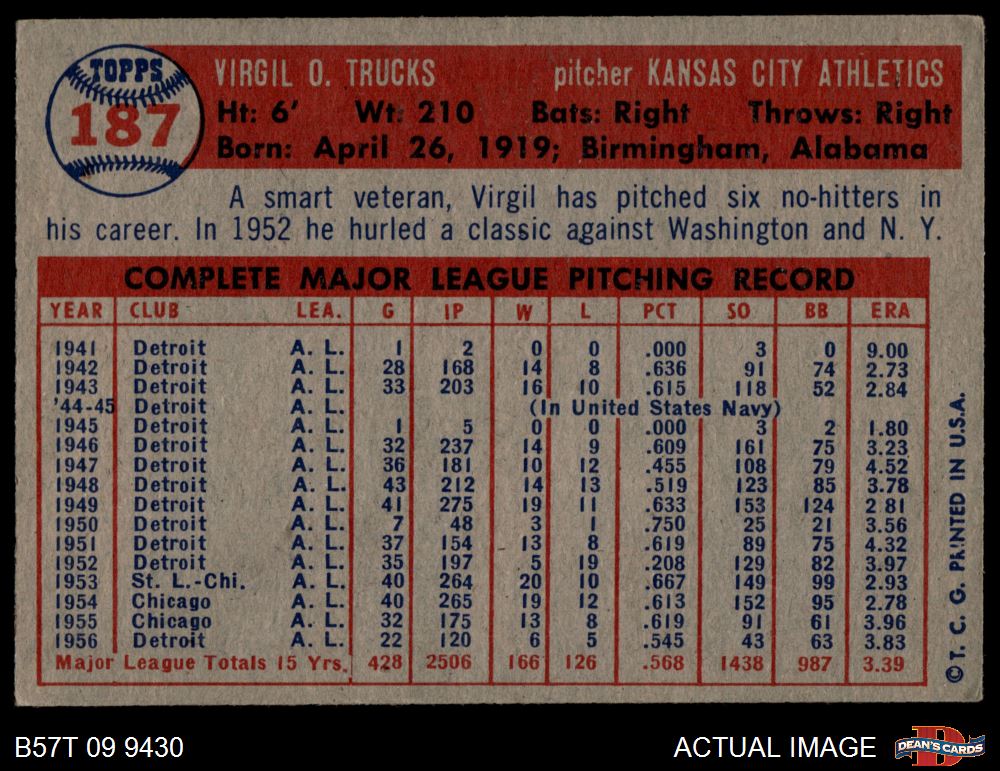 TOPPS
187
VIRGIL O. TRUCKS pitcher KANSAS CITY ATHLETICS
Ht: 6' Wt: 210 Bats: Right Throws: Right
Born: April 26, 1919; Birmingham, Alabama
A smart veteran, Virgil has pitched six no-hitters in
his career. In 1952 he hurled a classic against Washington and N. Y.
COMPLETE MAJOR LEAGUE PITCHING RECORD
YEAR CLUB LEA. G IP W L PCT SO BB ERA
1941 Detroit A. L. 1 2 0 0 .000 3 0 9.00
1942 Detroit A. L. 28 168 14 8 .636 91 74 2.73
1943 Detroit A. L. 33 203 16 10 .615 118 52 2.84
'44-45 Detroit (In United States Navy)
1945 Detroit A. L. 1 5 0 0 .000 3 2 1.80
1946 Detroit A. L. 32 237 14 9 .609 161 75 3.23
1947 Detroit A. L. 36 181 10 12 .455 108 79 4.52
1948 Detroit A. L. 43 212 14 13 .519 123 85 3.78
1949 Detroit A. L. 41 275 19 11 .633 153 124 2.81
1950 Detroit A. L. 7 48 3 1 .750 25 21 3.56
1951 Detroit A. L. 37 154 13 8 .619 89 75 4.32
1952 Detroit A. L. 35 197 5 19 .208 129 82 3.97
1953 St. L.-Chi. A. L. 40 264 20 10 .667 149 99 2.93
1954 Chicago A. L. 40 265 19 12 .613 152 95 2.78
1955 Chicago A. L. 32 175 13 8 .619 91 61 3.96
1956 Detroit A. L. 22 120 6 5 .545 43 63 3.83
Major League Totals 15 Yrs. 428 2506 166 126 .568 1438 987 3.39
© T. C. G. PRINTED IN U.S.A.
B57T 09 9430
ACTUAL IMAGE
DEAN'S CARDS